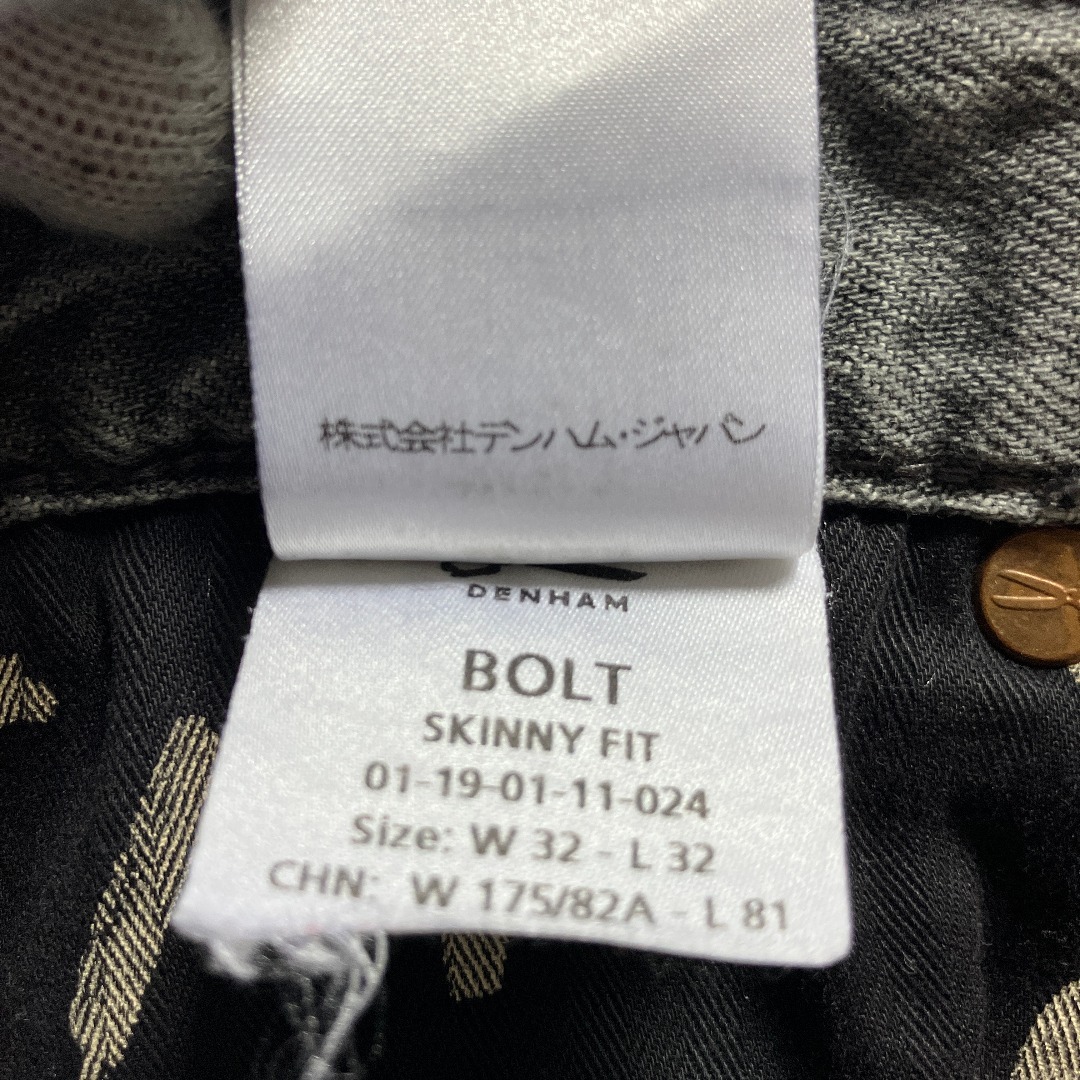 株式会社デンハム・ジャパン
DENHAM
BOLT
SKINNY FIT
01-19-01-11-024
Size: W 32 - L 32
CHN: W 175/82A - L 81